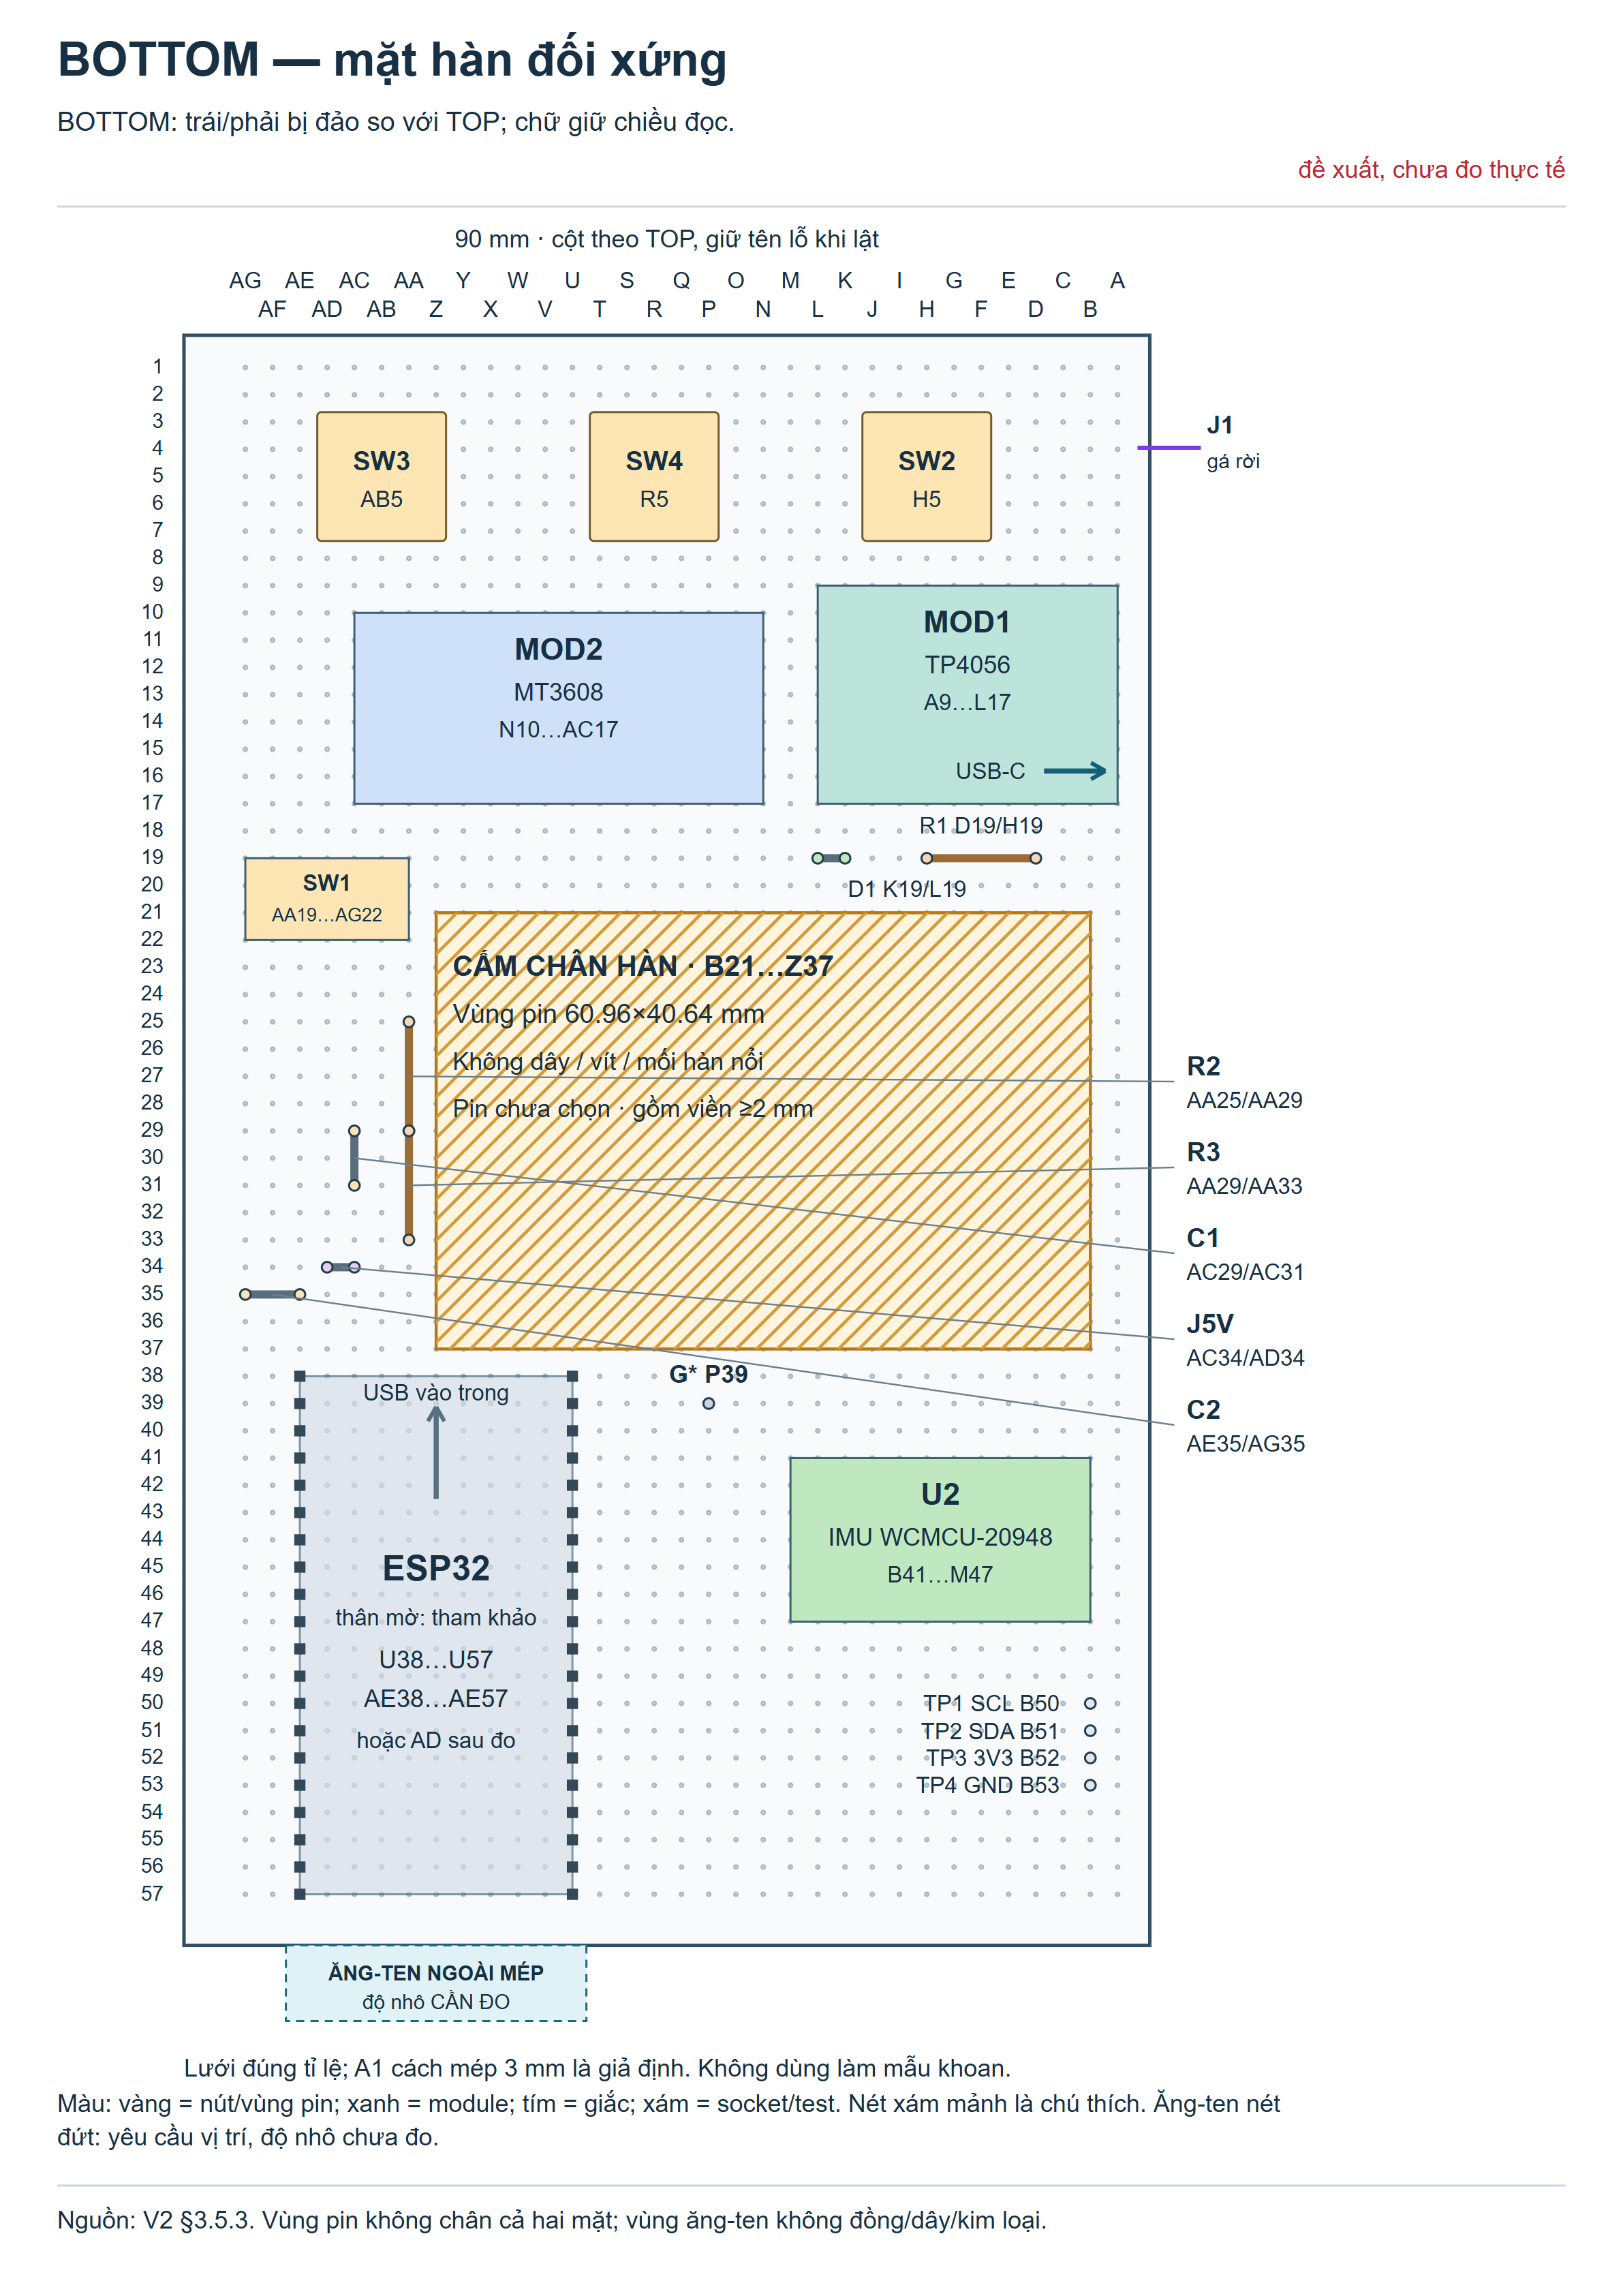 BOTTOM — mặt hàn đối xứng
BOTTOM: trái/phải bị đảo so với TOP; chữ giữ chiều đọc.
đề xuất, chưa đo thực tế
90 mm · cột theo TOP, giữ tên lỗ khi lật
AG AE AC AA Y W U S Q O M K I G E C A
AF AD AB Z X V T R P N L J H F D B
1
2
3
4
5
6
7
8
9
10
11
12
13
14
15
16
17
18
19
20
21
22
23
24
25
26
27
28
29
30
31
32
33
34
35
36
37
38
39
40
41
42
43
44
45
46
47
48
49
50
51
52
53
54
55
56
57
SW3
AB5
SW4
R5
SW2
H5
J1
gá rời
MOD2
MT3608
N10...AC17
MOD1
TP4056
A9...L17
USB-C
R1 D19/H19
D1 K19/L19
SW1
AA19...AG22
CẤM CHÂN HÀN · B21...Z37
Vùng pin 60.96×40.64 mm
Không dây / vít / mối hàn nổi
Pin chưa chọn · gồm viền ≥2 mm
R2
AA25/AA29
R3
AA29/AA33
C1
AC29/AC31
J5V
AC34/AD34
C2
AE35/AG35
G* P39
USB vào trong
ESP32
thân mờ: tham khảo
U38...U57
AE38...AE57
hoặc AD sau đo
U2
IMU WCMCU-20948
B41...M47
TP1 SCL B50
TP2 SDA B51
TP3 3V3 B52
TP4 GND B53
ĂNG-TEN NGOÀI MÉP
độ nhô CẦN ĐO
Lưới đúng tỉ lệ; A1 cách mép 3 mm là giả định. Không dùng làm mẫu khoan.
Màu: vàng = nút/vùng pin; xanh = module; tím = giắc; xám = socket/test. Nét xám mảnh là chú thích. Ăng-ten nét
đứt: yêu cầu vị trí, độ nhô chưa đo.
Nguồn: V2 §3.5.3. Vùng pin không chân cả hai mặt; vùng ăng-ten không đồng/dây/kim loại.